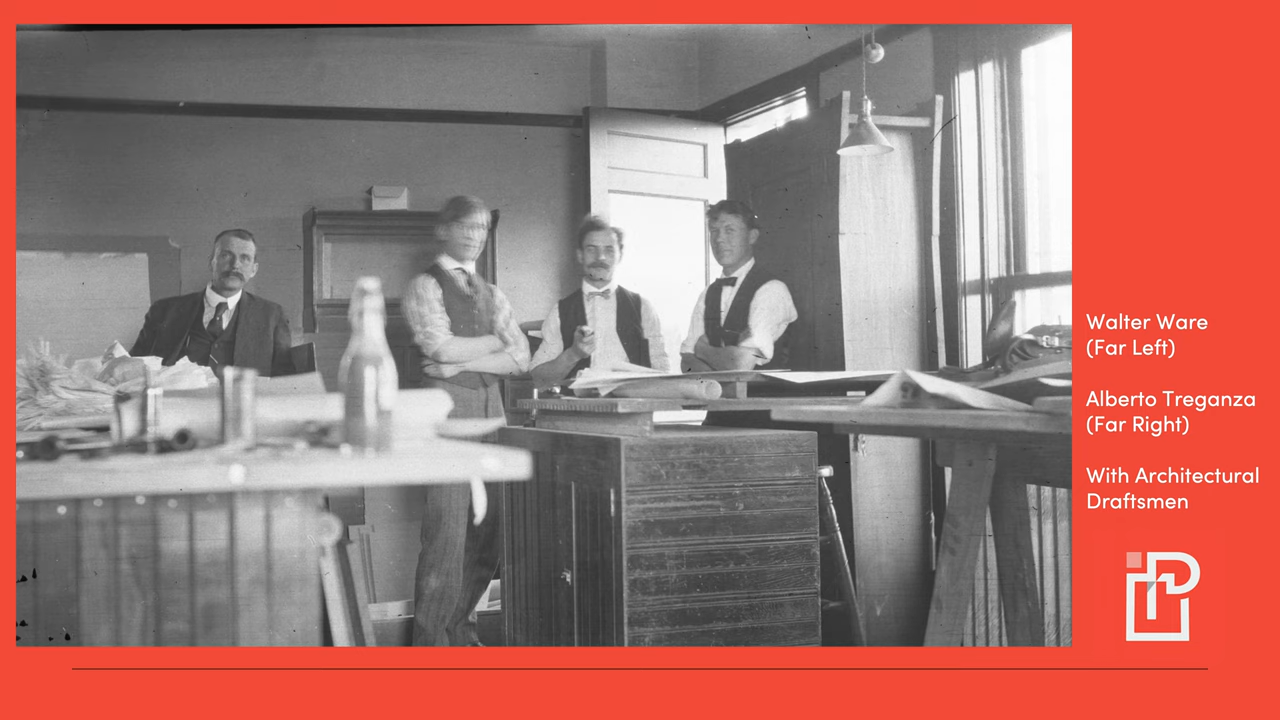 Walter Ware
(Far Left)
Alberto Treganza
(Far Right)
With Architectural
Draftsmen